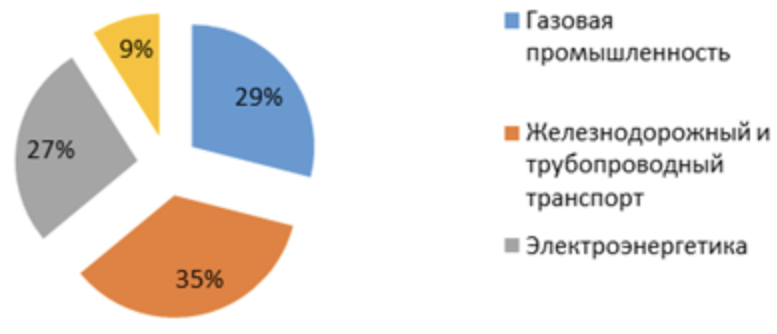 9%
29%
27%
35%
Газовая
промышленность
Железнодорожный и
трубопроводный
транспорт
Электроэнергетика